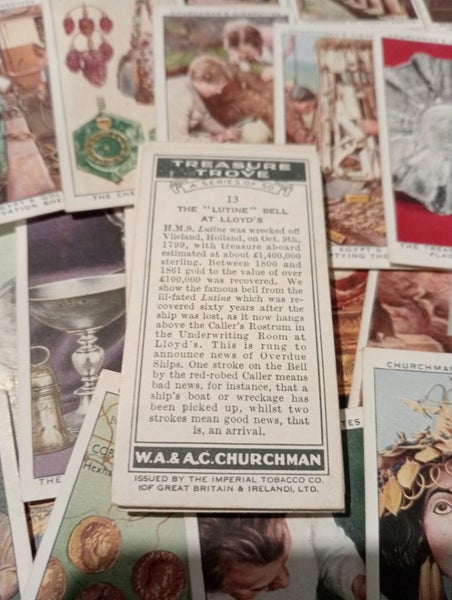 TREASURE
TROVE
A SERIES OF 50
13
THE "LUTINE" BELL
AT LLOYD'S
H.M.S. Lutine was wrecked off
Vlieland, Holland, on Oct. 9th,
1799, with treasure aboard
estimated at about £1,400,000
sterling. Between 1800 and
1861 gold to the value of over
£100,000 was recovered. We
show the famous bell from the
ill-fated Lutine which was re-
covered sixty years after the
ship was lost, as it now hangs
above the Caller's Rostrum in
the Underwriting Room at
Lloyd's. This is rung to
announce news of Overdue
Ships. One stroke on the Bell
by the red-robed Caller means
bad news, for instance, that a
ship's boat or wreckage has
been picked up, whilst two
strokes mean good news, that
is, an arrival.
W.A. & A.C. CHURCHMAN
ISSUED BY THE IMPERIAL TOBACCO CO.
(OF GREAT BRITAIN & IRELAND), LTD.
THE CHE
THE TREASU
CHURCHMAN